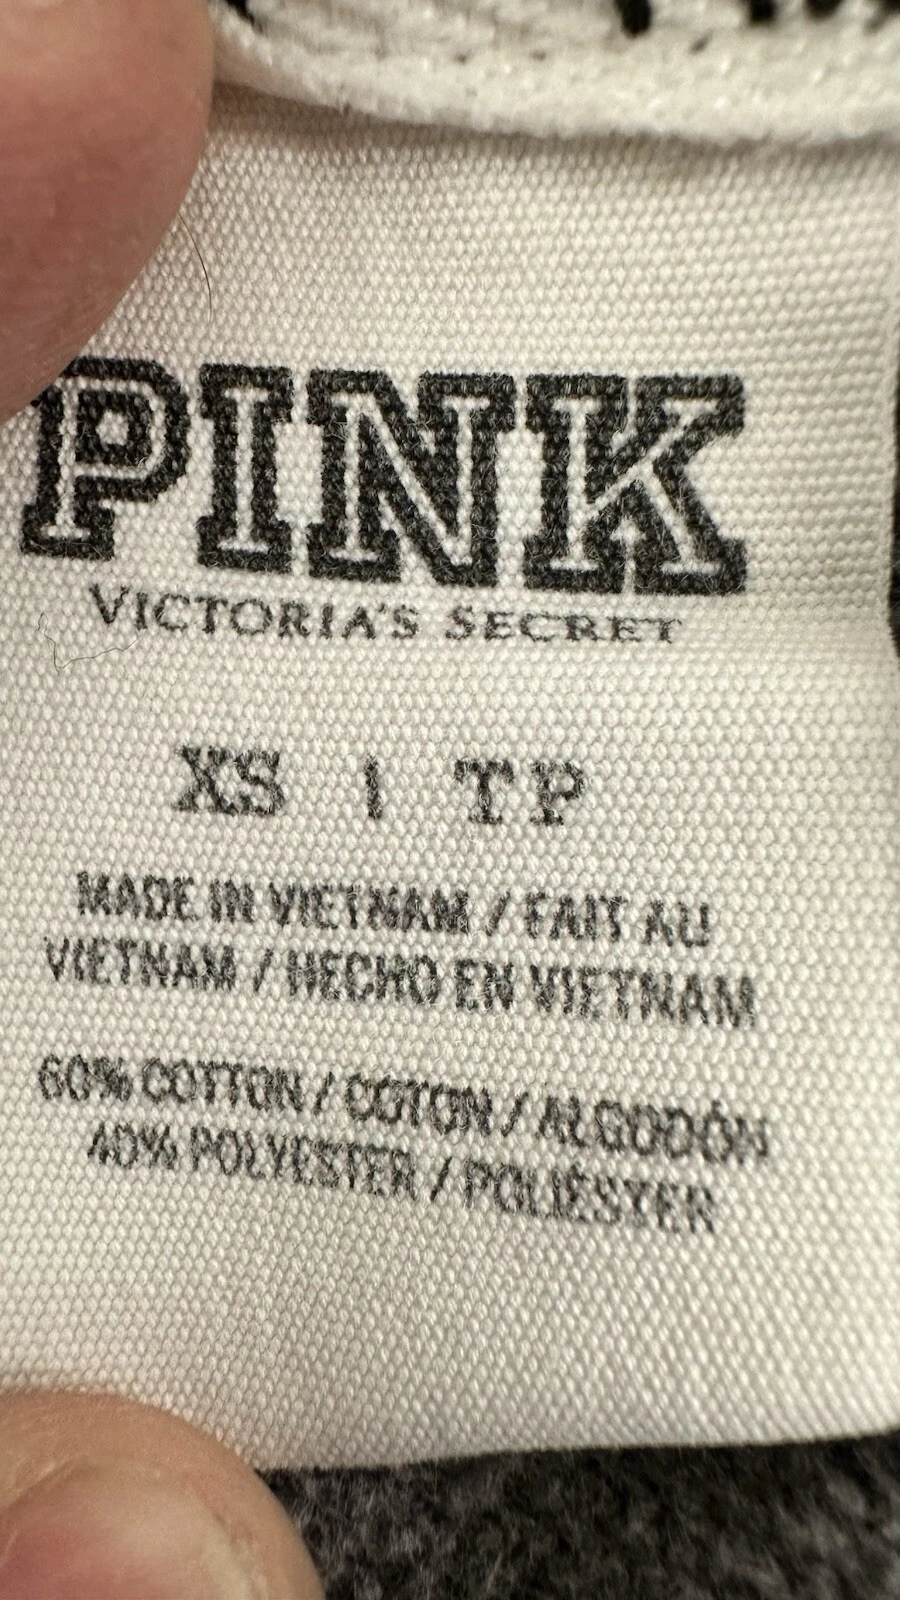 PINK
VICTORIA'S SECRET
XS | TP
MADE IN VIETNAM / FAIT AU
VIETNAM / HECHO EN VIETNAM
60% COTTON / COTON / ALGODÓN
40% POLYESTER / POLIÉSTER